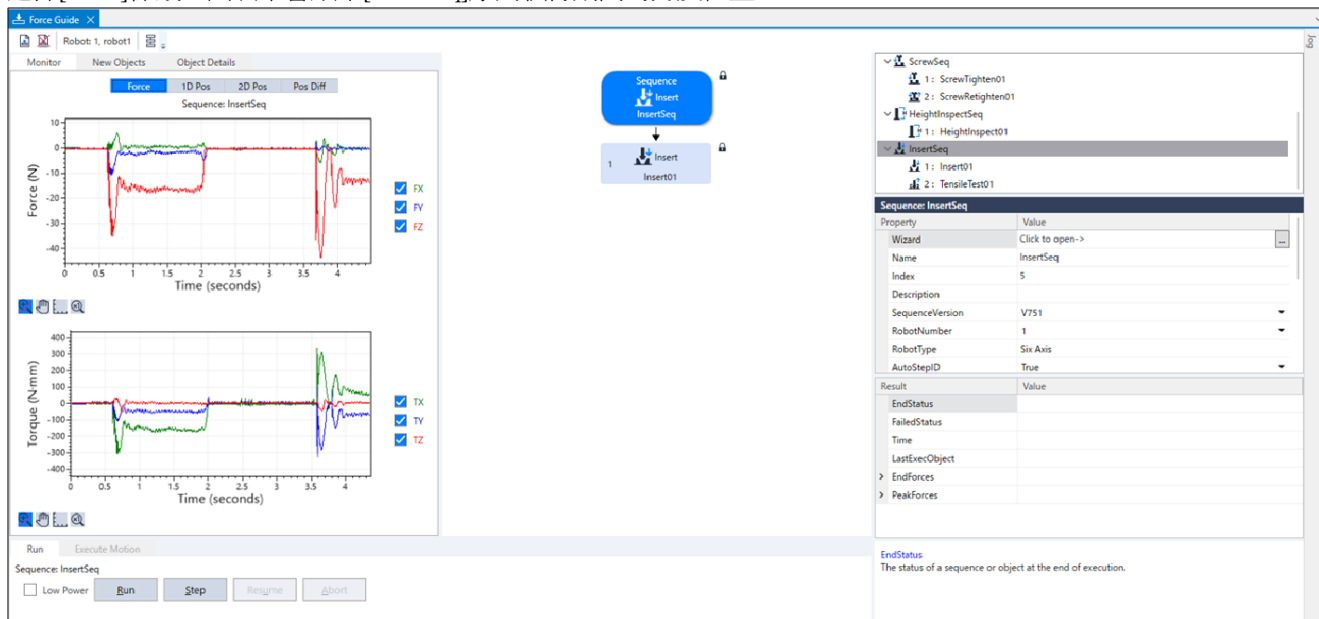 Force Guide
Robot: 1, robot1
Jog
Monitor New Objects Object Details
Force 1D Pos 2D Pos Pos Diff
Sequence: InsertSeq
10
0
-10
-20
-30
-40
Force (N)
0 0.5 1 1.5 2 2.5 3 3.5 4
Time (seconds)
FX
FY
FZ
400
300
200
100
0
-100
-200
-300
-400
Torque (N·mm)
0 0.5 1 1.5 2 2.5 3 3.5 4
Time (seconds)
TX
TY
TZ
Sequence
Insert
InsertSeq
1 Insert
Insert01
ScrewSeq
1 : ScrewTighten01
2 : ScrewRetighten01
HeightInspectSeq
1 : HeightInspect01
InsertSeq
1 : Insert01
2 : TensileTest01
Sequence: InsertSeq
Property Value
Wizard Click to open-> ...
Name InsertSeq
Index 5
Description
SequenceVersion V751
RobotNumber 1
RobotType Six Axis
AutoStepID True
Result Value
EndStatus
FailedStatus
Time
LastExecObject
EndForces
PeakForces
EndStatus
The status of a sequence or object at the end of execution.
Run Execute Motion
Sequence: InsertSeq
Low Power Run Step Resume Abort